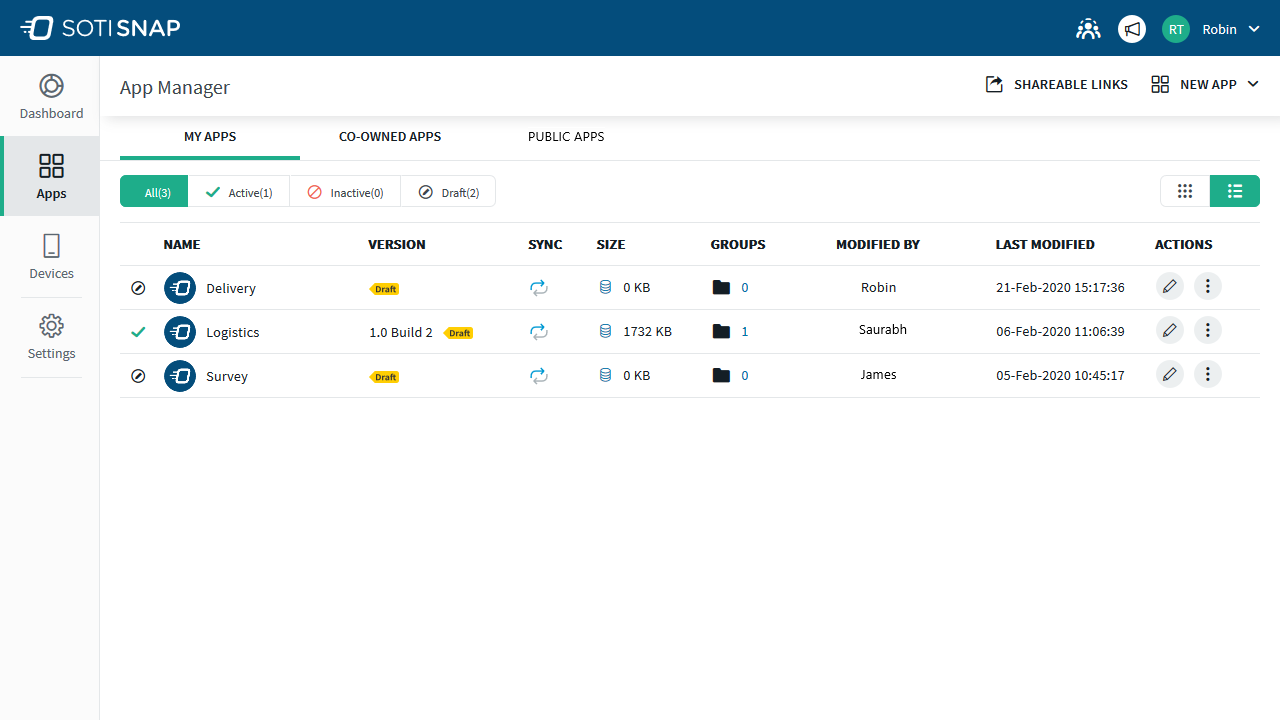 SOTI SNAP
RT Robin
Dashboard
Apps
Devices
Settings
App Manager
SHAREABLE LINKS
NEW APP
MY APPS CO-OWNED APPS PUBLIC APPS
All(3) Active(1) Inactive(0) Draft(2)
NAME VERSION SYNC SIZE GROUPS MODIFIED BY LAST MODIFIED ACTIONS
Delivery Draft 0 KB 0 Robin 21-Feb-2020 15:17:36
Logistics 1.0 Build 2 Draft 1732 KB 1 Saurabh 06-Feb-2020 11:06:39
Survey Draft 0 KB 0 James 05-Feb-2020 10:45:17